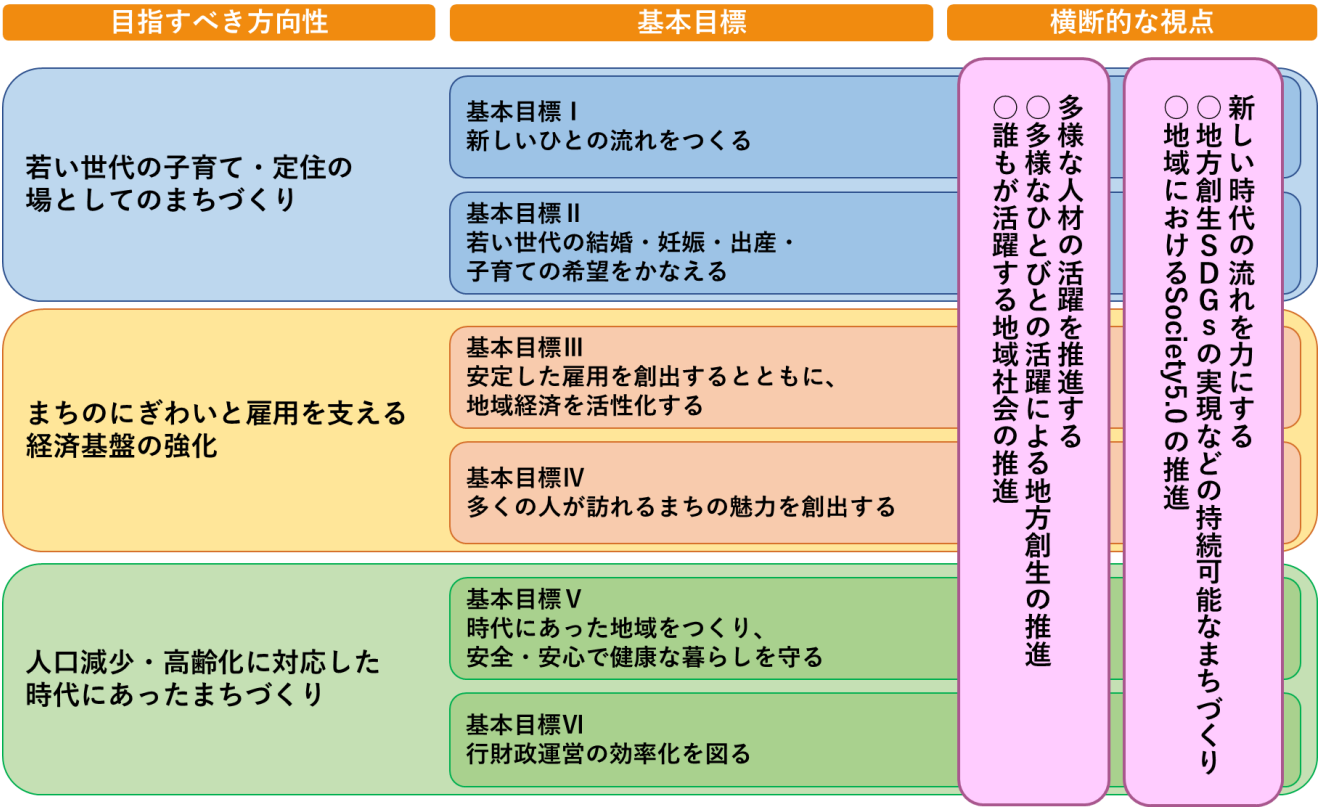 目指すべき方向性
基本目標
横断的な視点
若い世代の子育て・定住の
場としてのまちづくり
基本目標Ⅰ
新しいひとの流れをつくる
基本目標Ⅱ
若い世代の結婚・妊娠・出産・
子育ての希望をかなえる
まちのにぎわいと雇用を支える
経済基盤の強化
基本目標Ⅲ
安定した雇用を創出するとともに、
地域経済を活性化する
基本目標Ⅳ
多くの人が訪れるまちの魅力を創出する
人口減少・高齢化に対応した
時代にあったまちづくり
基本目標Ⅴ
時代にあった地域をつくり、
安全・安心で健康な暮らしを守る
基本目標Ⅵ
行財政運営の効率化を図る
多様な人材の活躍を推進する
○多様なひとびとの活躍による地方創生の推進
○誰もが活躍する地域社会の推進
新しい時代の流れを力にする
○地方創生SDGsの実現などの持続可能なまちづくり
○地域におけるSociety5.0の推進